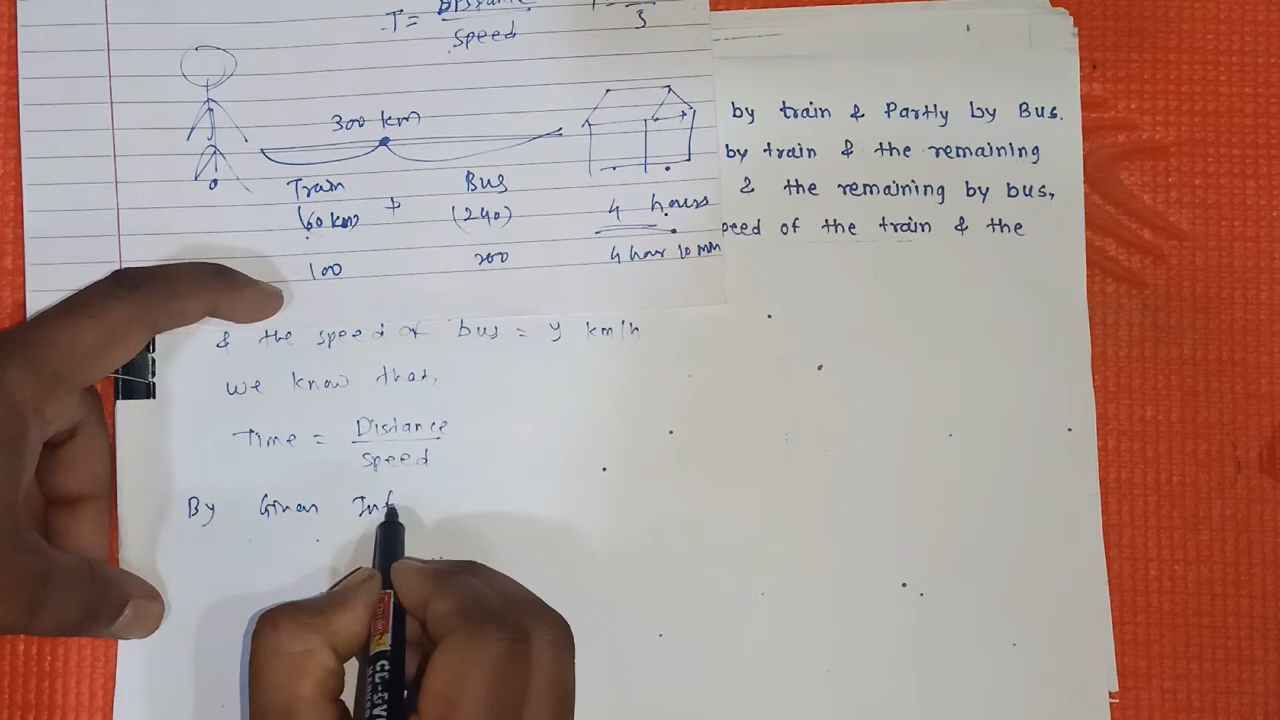 T = Distance
Speed
S
300 km
Train + Bus
(60 km) (240) 4 hours
100 200 4 hour 10 min
by train & Partly by Bus.
by train & the remaining
& the remaining by bus,
peed of the train & the
& the speed of bus = y km/h
We know that,
Time = Distance
Speed
By Given Inf